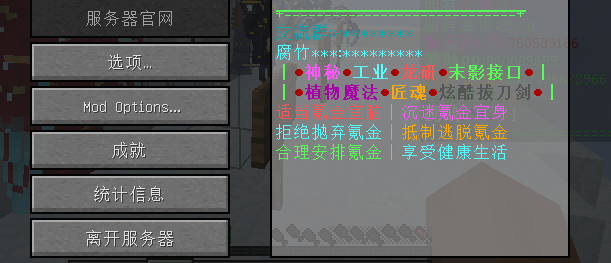 服务器官网
选项...
Mod Options...
成就
统计信息
离开服务器
腐竹***:*********
|●神秘●工业●龙研●末影接口●|
|●植物魔法●匠魂●炫酷拔刀剑●|
沉迷氪金宜身
拒绝抛弃氪金｜抵制逃脱氪金
合理安排氪金｜享受健康生活